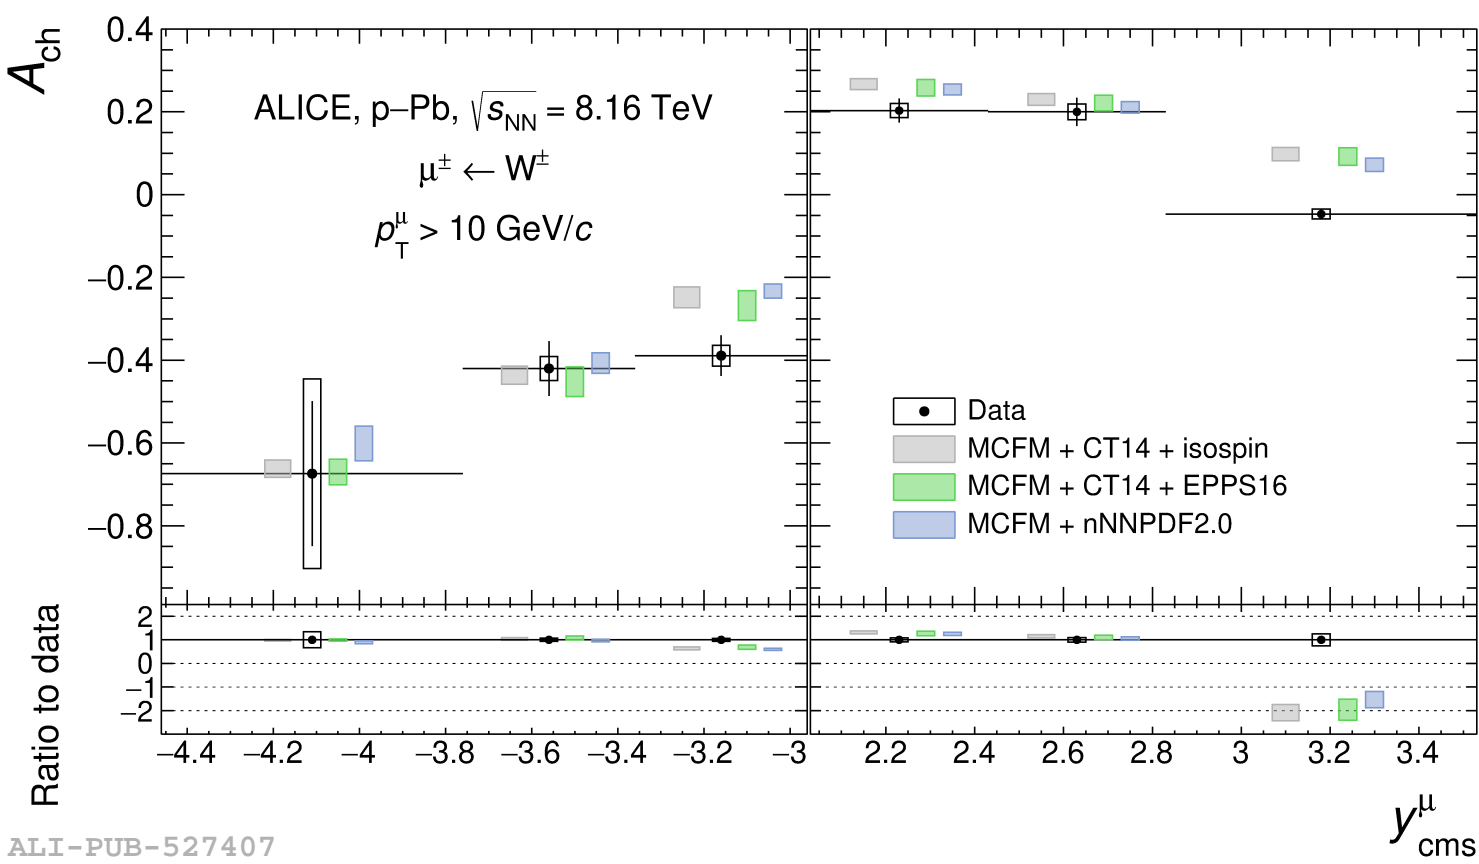 A_ch
0.4
0.2
0
−0.2
−0.4
−0.6
−0.8
ALICE, p–Pb, √s_NN = 8.16 TeV
μ± ← W±
p_T^μ > 10 GeV/c
Data
MCFM + CT14 + isospin
MCFM + CT14 + EPPS16
MCFM + nNNPDF2.0
Ratio to data
2
1
0
−1
−2
−4.4 −4.2 −4 −3.8 −3.6 −3.4 −3.2 −3 2.2 2.4 2.6 2.8 3 3.2 3.4
y_cms^μ
ALI-PUB-527407